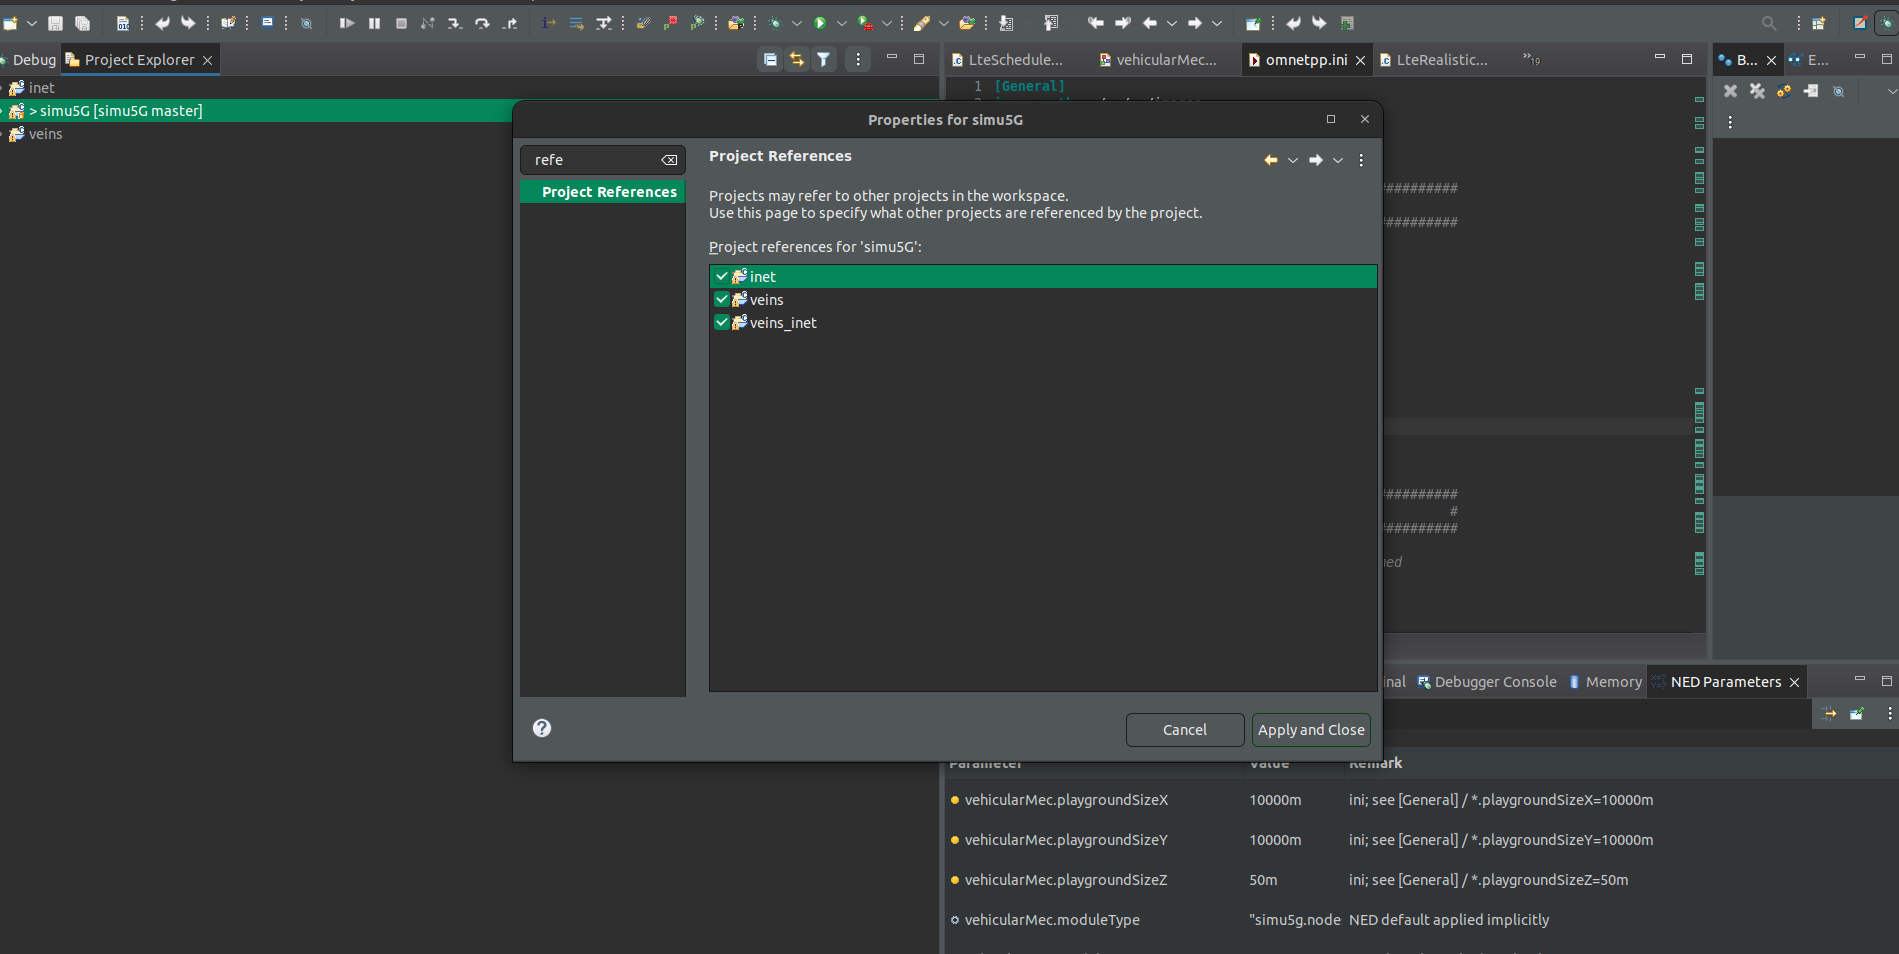 Debug
Project Explorer
LteSchedule...
vehicularMec...
omnetpp.ini
LteRealistic...
»19
B...
E...
inet
> simu5G [simu5G master]
veins
1 [General]
Properties for simu5G
refe
Project References
Project References
Projects may refer to other projects in the workspace.
Use this page to specify what other projects are referenced by the project.
Project references for 'simu5G':
inet
veins
veins_inet
##########
##########
##########
#
##########
Cancel
Apply and Close
Debugger Console
Memory
NED Parameters
Parameter Value Remark
vehicularMec.playgroundSizeX 10000m ini; see [General] / *.playgroundSizeX=10000m
vehicularMec.playgroundSizeY 10000m ini; see [General] / *.playgroundSizeY=10000m
vehicularMec.playgroundSizeZ 50m ini; see [General] / *.playgroundSizeZ=50m
vehicularMec.moduleType "simu5g.node NED default applied implicitly